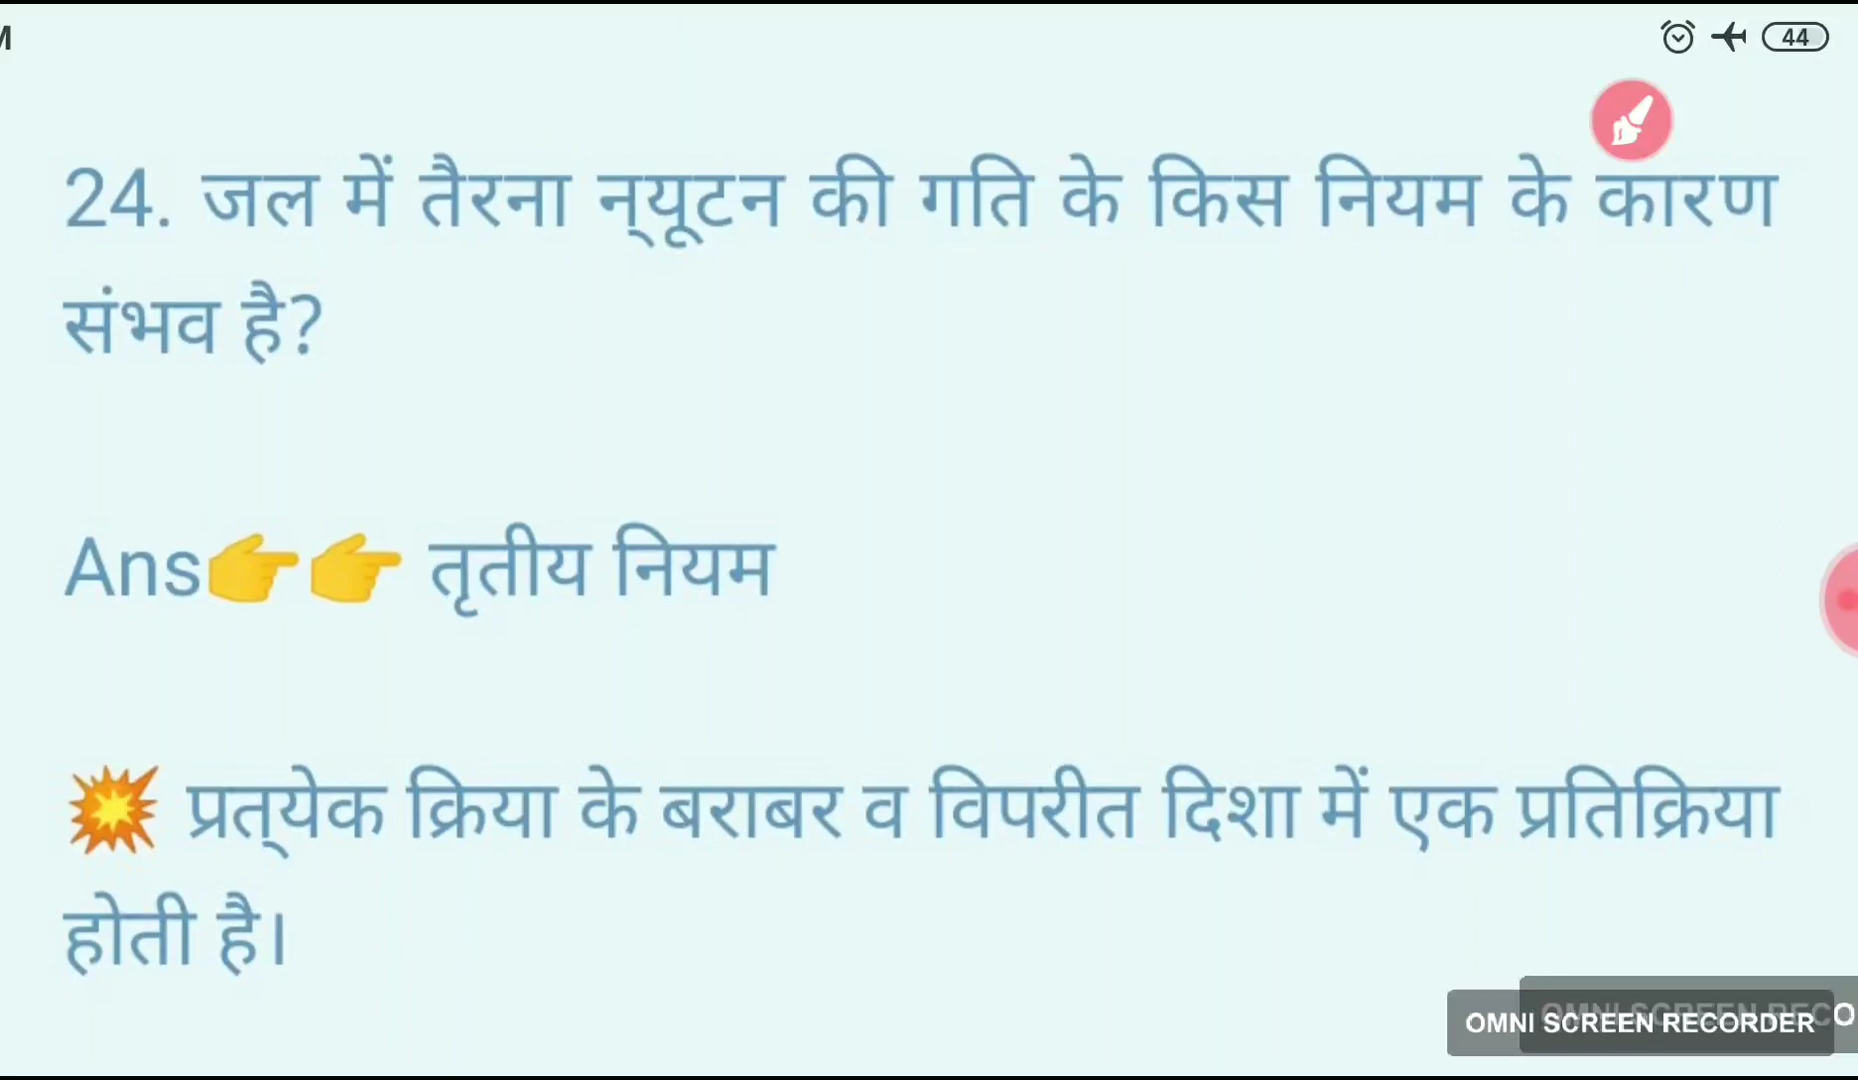 M
44
24. जल में तैरना न्‌यूटन की गति के किस नियम के कारण
संभव है?
Ans👉👉 तृतीय नियम
💥 प्रत्‌येक क्रिया के बराबर व विपरीत दिशा में एक प्रतिक्रिया
होती है।
OMNI SCREEN RECORDER